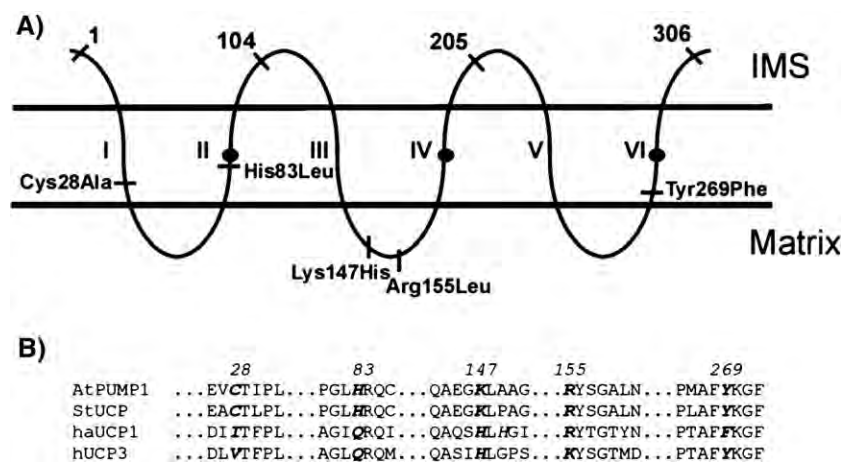 A)
1 104 205 306
IMS
I II III IV V VI
Cys28Ala His83Leu Tyr269Phe
Matrix
Lys147His
Arg155Leu
B)
28 83 147 155 269
AtPUMP1 ...EVCTIPL...PGLHRQC...QAEGKLAAG...RYSGALN...PMAFYKGF
StUCP ...EACTLPL...PGLHRQC...QAEGKLPAG...RYSGALN...PLAFYKGF
haUCP1 ...DIITFPL...AGIQRQI...QAQSHLHGI...RYTGTYN...PTAFFKGF
hUCP3 ...DLVTFPL...AGLQRQM...QASIHLGPS...KYSGTMD...PTAFYKGF